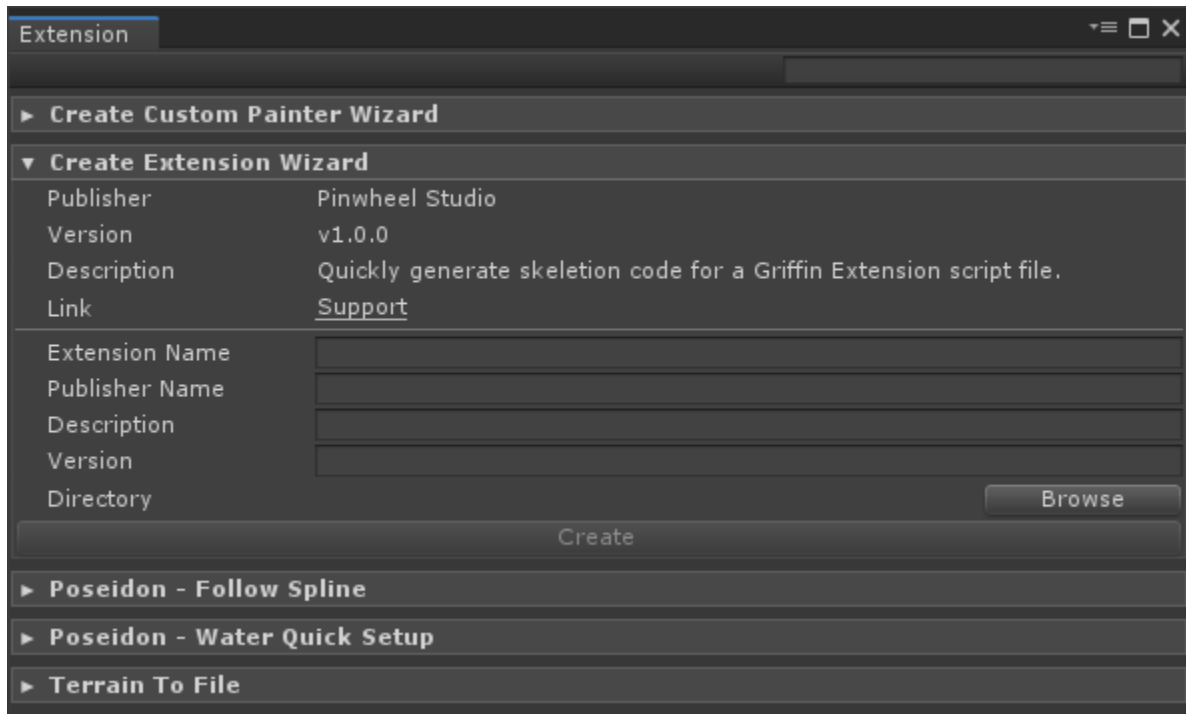 Extension
Create Custom Painter Wizard
Create Extension Wizard
Publisher Pinwheel Studio
Version v1.0.0
Description Quickly generate skeletion code for a Griffin Extension script file.
Link Support
Extension Name
Publisher Name
Description
Version
Directory Browse
Create
Poseidon - Follow Spline
Poseidon - Water Quick Setup
Terrain To File